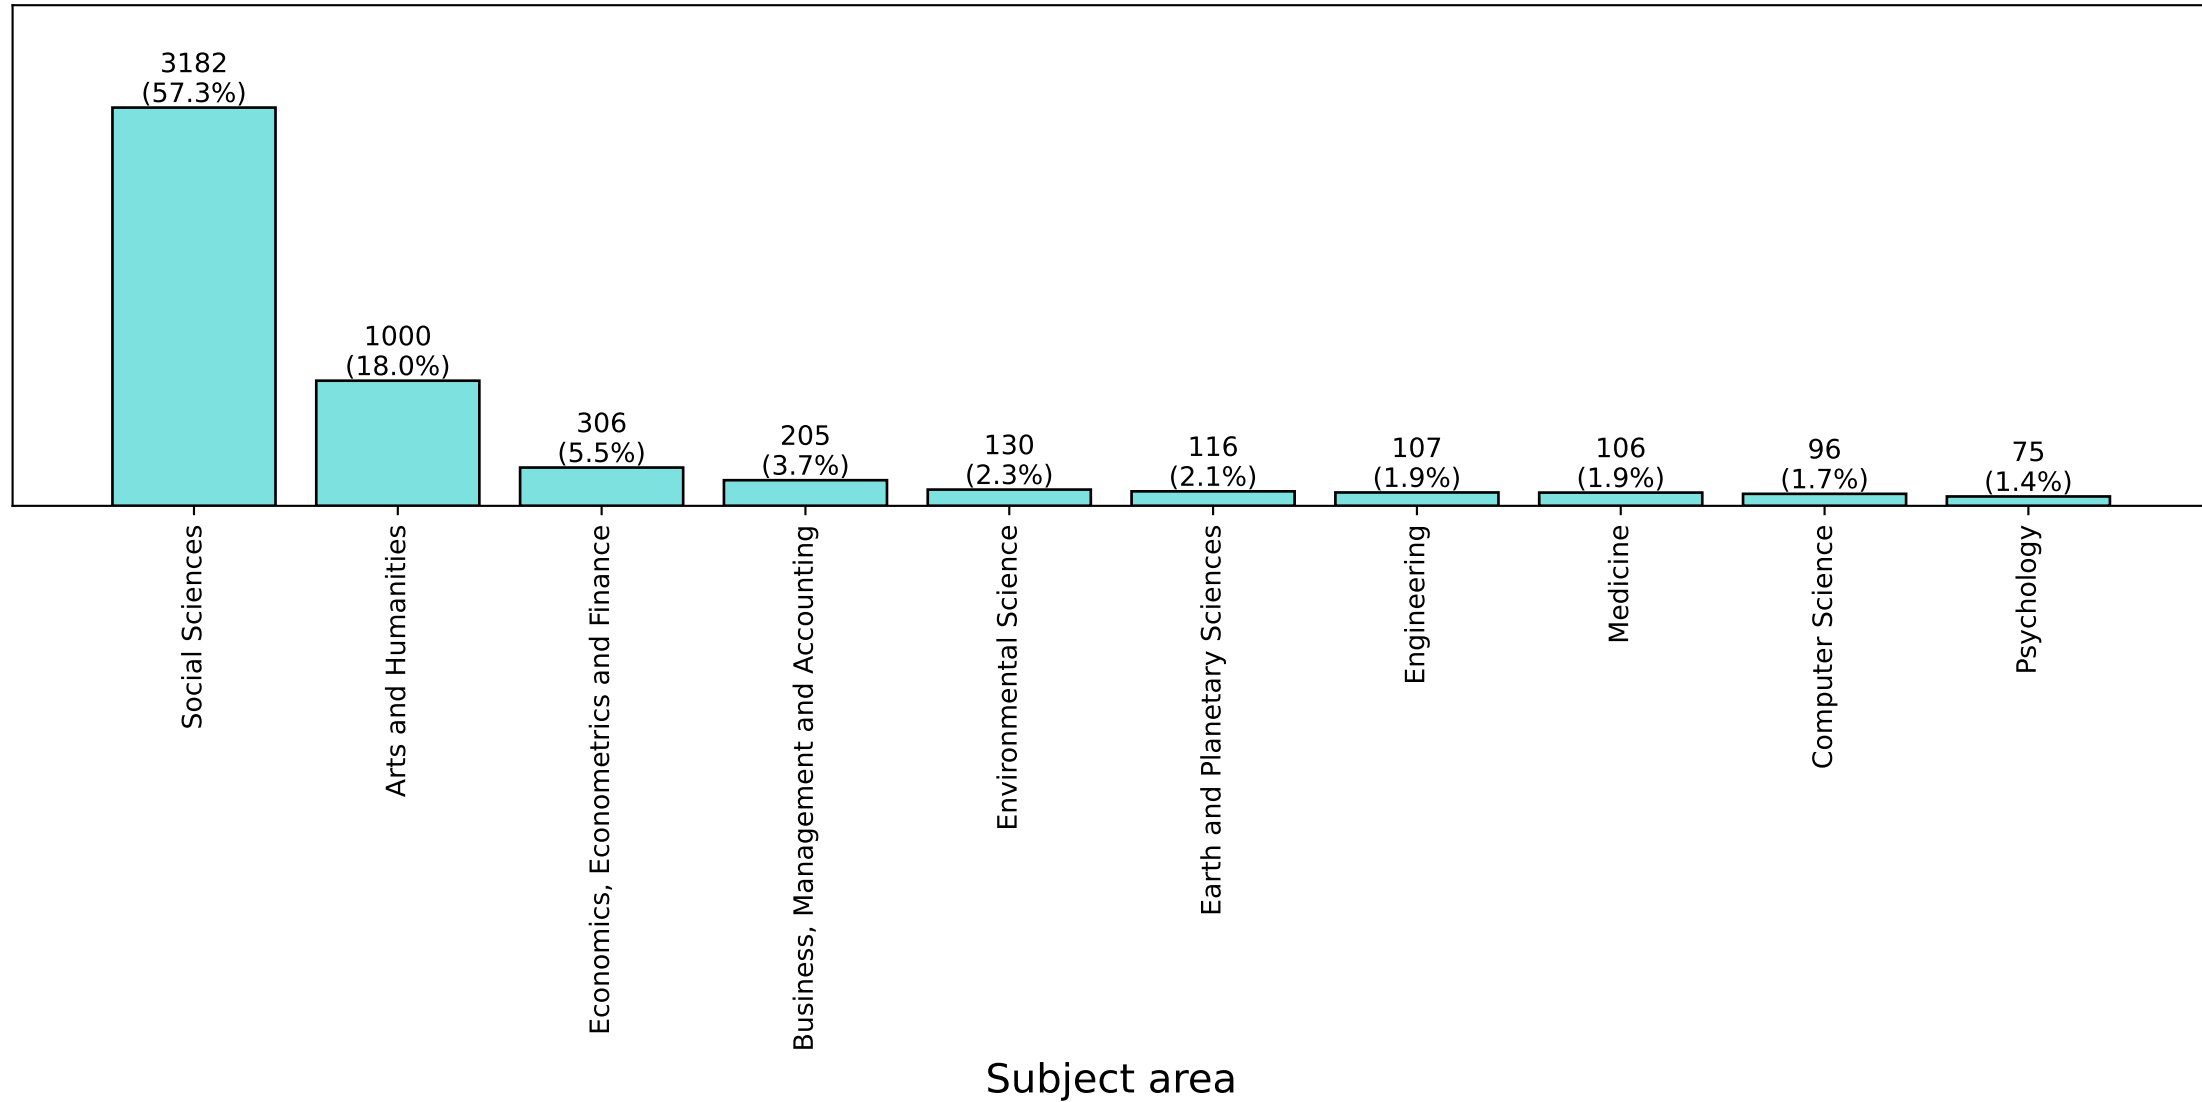 3182
(57.3%)
1000
(18.0%)
306
(5.5%)
205
(3.7%)
130
(2.3%)
116
(2.1%)
107
(1.9%)
106
(1.9%)
96
(1.7%)
75
(1.4%)
Social Sciences
Arts and Humanities
Economics, Econometrics and Finance
Business, Management and Accounting
Environmental Science
Earth and Planetary Sciences
Engineering
Medicine
Computer Science
Psychology
Subject area